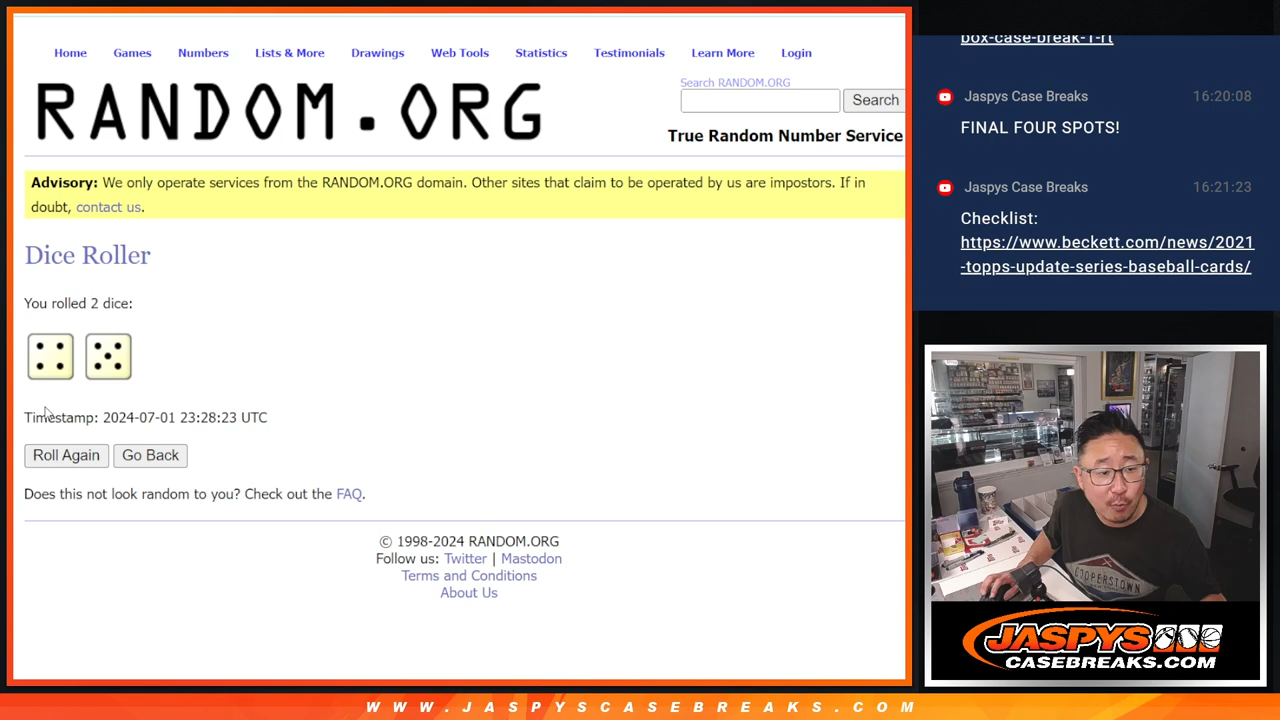 Home Games Numbers Lists & More Drawings Web Tools Statistics Testimonials Learn More Login
RANDOM.ORG
Search RANDOM.ORG
Search
True Random Number Service
Advisory: We only operate services from the RANDOM.ORG domain. Other sites that claim to be operated by us are impostors. If in
doubt, contact us.
Dice Roller
You rolled 2 dice:
Timestamp: 2024-07-01 23:28:23 UTC
Roll Again Go Back
Does this not look random to you? Check out the FAQ.
© 1998-2024 RANDOM.ORG
Follow us: Twitter | Mastodon
Terms and Conditions
About Us
box-case-break-1-rt
Jaspys Case Breaks 16:20:08
FINAL FOUR SPOTS!
Jaspys Case Breaks 16:21:23
Checklist:
https://www.beckett.com/news/2021
-topps-update-series-baseball-cards/
COOPERSTOWN
JASPYS
CASEBREAKS.COM
WWW.JASPYSCASEBREAKS.COM